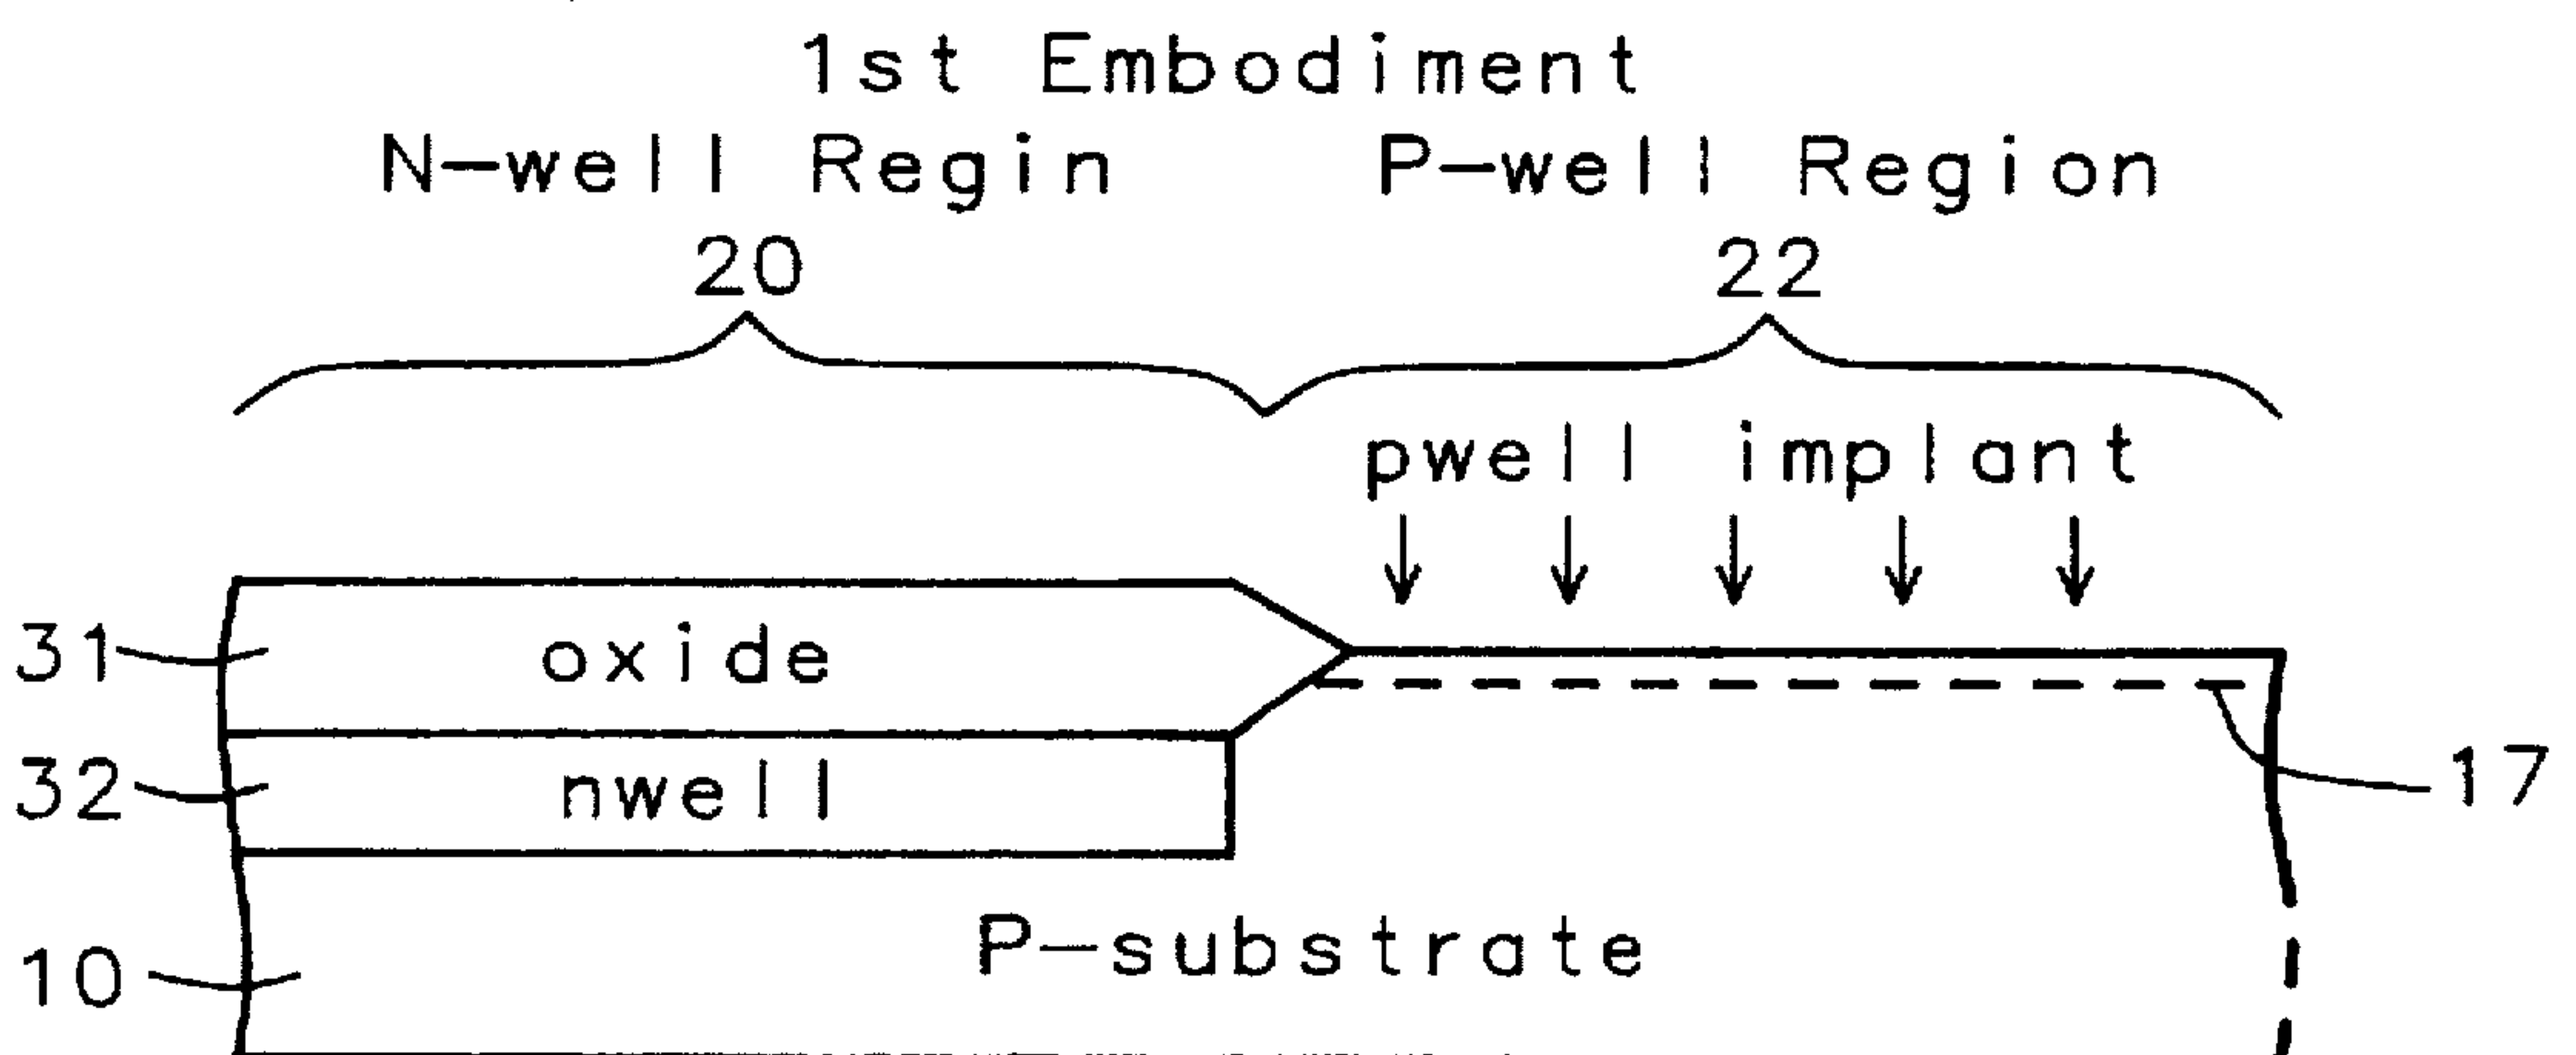 1st Embodiment
N-well Regin P-well Region
20 22
pwell implant
31 oxide
32 nwell 17
10 P-substrate